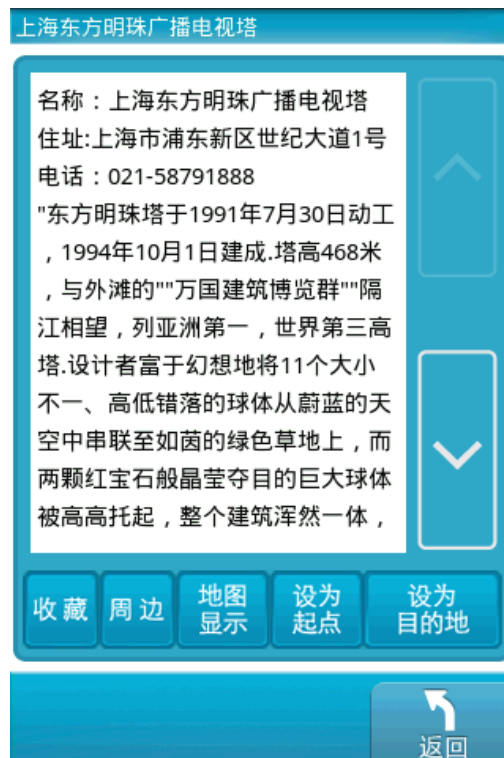 上海东方明珠广播电视塔
名称：上海东方明珠广播电视塔
住址:上海市浦东新区世纪大道1号
电话：021-58791888
"东方明珠塔于1991年7月30日动工
，1994年10月1日建成.塔高468米
，与外滩的""万国建筑博览群""隔
江相望，列亚洲第一，世界第三高
塔.设计者富于幻想地将11个大小
不一、高低错落的球体从蔚蓝的天
空中串联至如茵的绿色草地上，而
两颗红宝石般晶莹夺目的巨大球体
被高高托起，整个建筑浑然一体，
收藏
周边
地图
显示
设为
起点
设为
目的地
返回